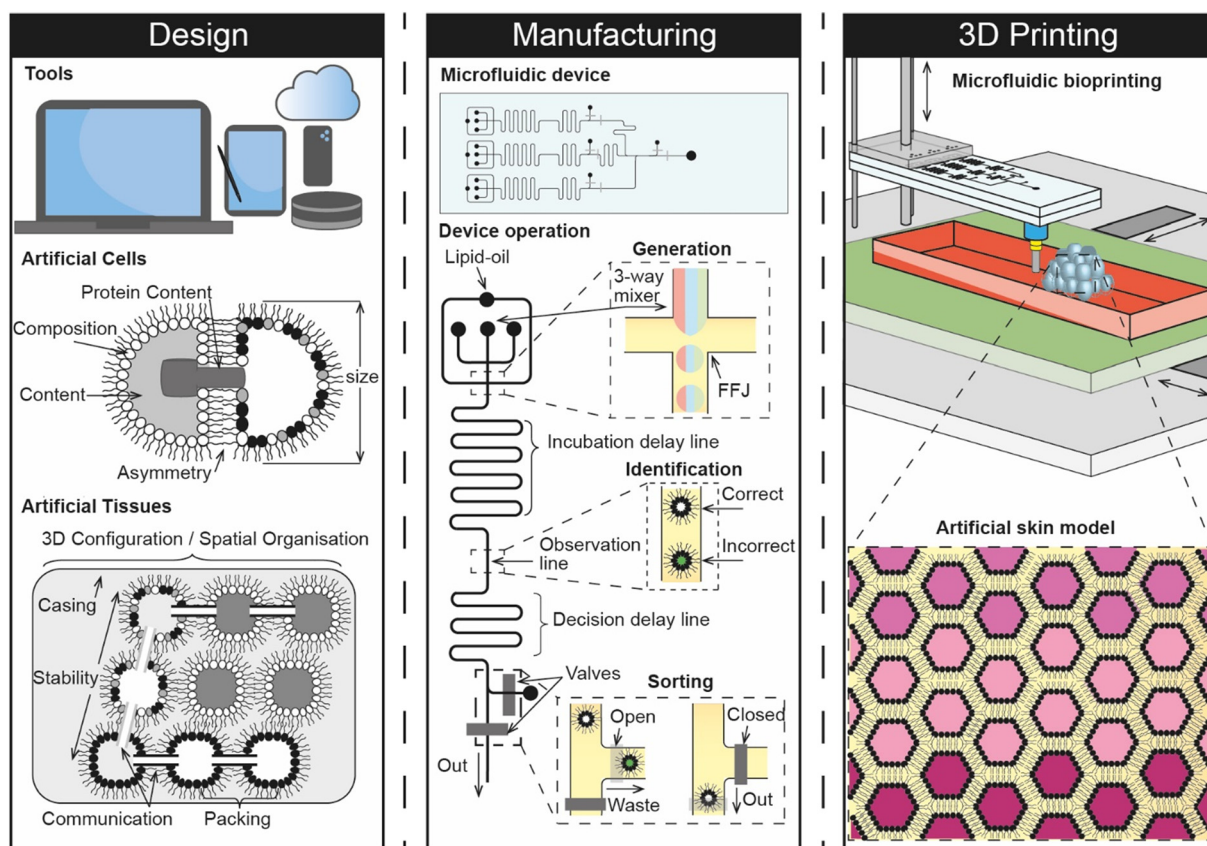 Design
Tools
Artificial Cells
Protein Content
Composition
Content
size
Asymmetry
Artificial Tissues
3D Configuration / Spatial Organisation
Casing
Stability
Communication
Packing
Manufacturing
Microfluidic device
Device operation
Lipid-oil
Generation
3-way
mixer
FFJ
Incubation delay line
Identification
Correct
Observation
line
Incorrect
Decision delay line
Valves
Sorting
Open
Closed
Out
Waste
Out
3D Printing
Microfluidic bioprinting
Artificial skin model